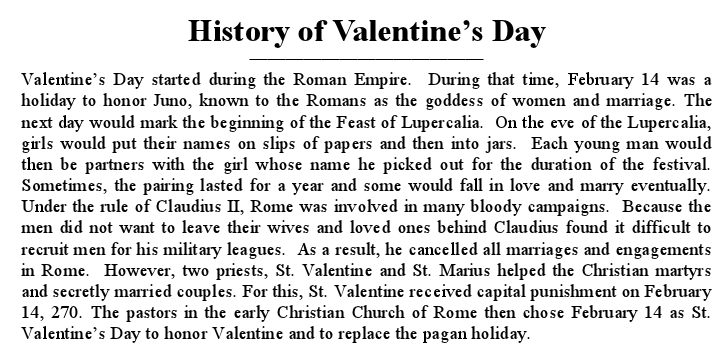 History of Valentine's Day
Valentine's Day started during the Roman Empire. During that time, February 14 was a
holiday to honor Juno, known to the Romans as the goddess of women and marriage. The
next day would mark the beginning of the Feast of Lupercalia. On the eve of the Lupercalia,
girls would put their names on slips of papers and then into jars. Each young man would
then be partners with the girl whose name he picked out for the duration of the festival.
Sometimes, the pairing lasted for a year and some would fall in love and marry eventually.
Under the rule of Claudius II, Rome was involved in many bloody campaigns. Because the
men did not want to leave their wives and loved ones behind Claudius found it difficult to
recruit men for his military leagues. As a result, he cancelled all marriages and engagements
in Rome. However, two priests, St. Valentine and St. Marius helped the Christian martyrs
and secretly married couples. For this, St. Valentine received capital punishment on February
14, 270. The pastors in the early Christian Church of Rome then chose February 14 as St.
Valentine's Day to honor Valentine and to replace the pagan holiday.